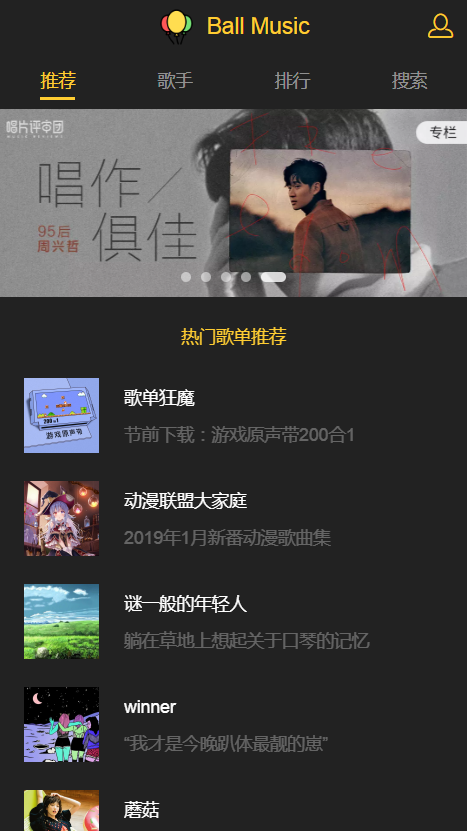 Ball Music
推荐 歌手 排行 搜索
唱片评审团
专栏
唱作/
俱佳
95后
周兴哲
热门歌单推荐
200合1
游戏原声带
歌单狂魔
节前下载：游戏原声带200合1
动漫联盟大家庭
2019年1月新番动漫歌曲集
谜一般的年轻人
躺在草地上想起关于口琴的记忆
winner
“我才是今晚趴体最靓的崽”
蘑菇